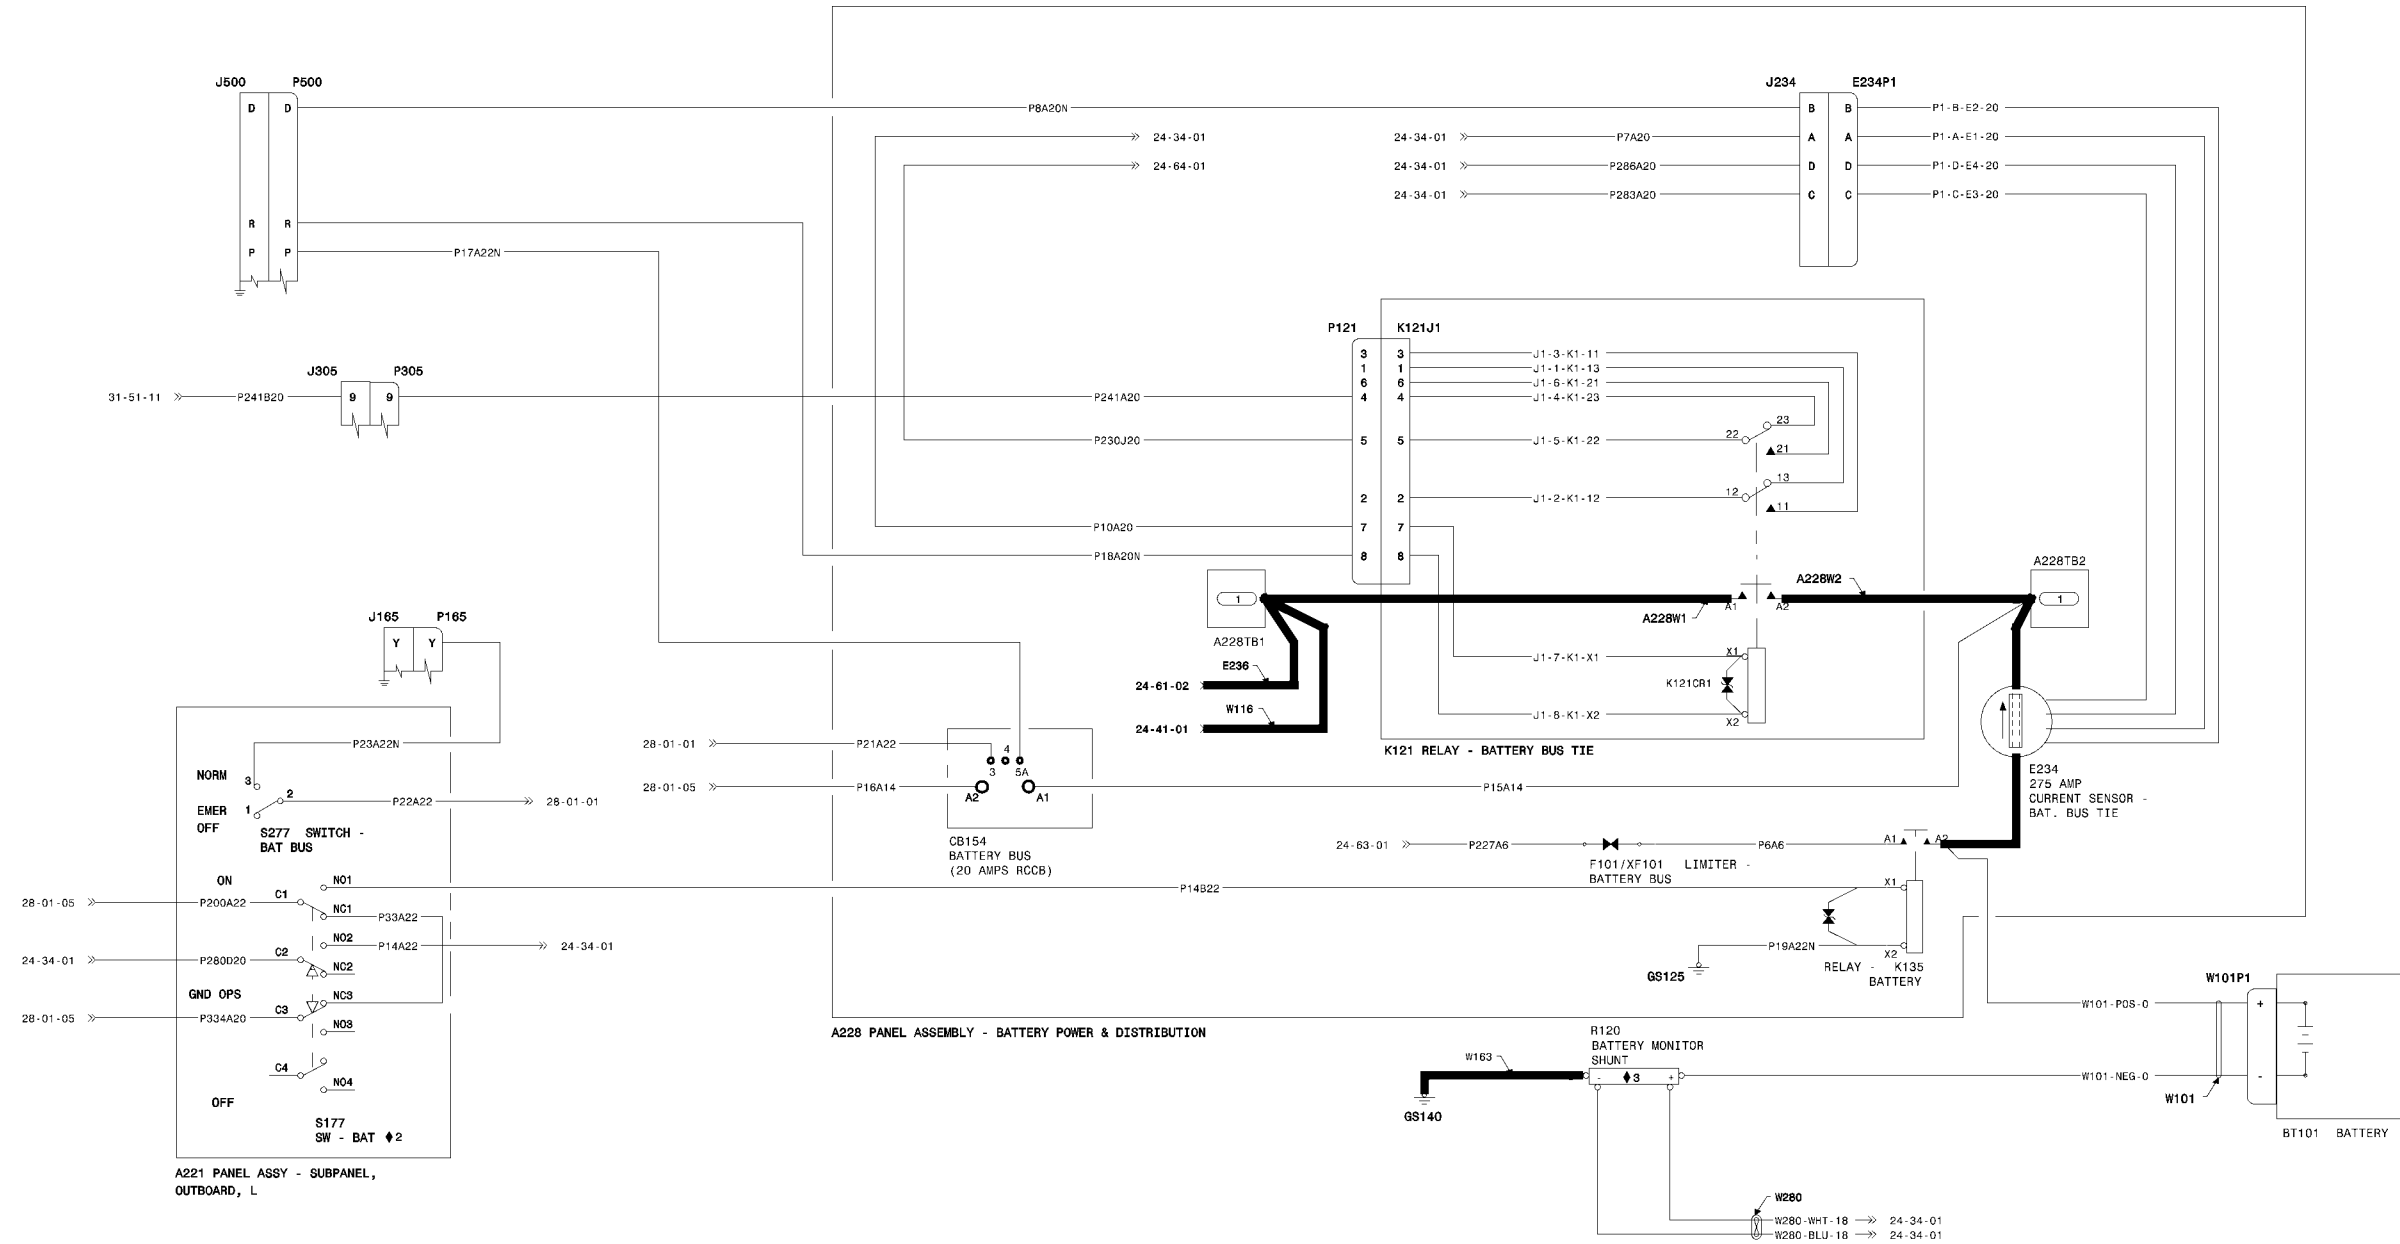 J500 P500
D D P8A20N
R R
P P P17A22N
24-34-01
24-64-01
J234 E234P1
B B P1-B-E2-20
24-34-01 P7A20 A A P1-A-E1-20
24-34-01 P286A20 D D P1-D-E4-20
24-34-01 P283A20 C C P1-C-E3-20
J305 P305
31-51-11 P241B20 9 9 P241A20
P230J20
P10A20
P18A20N
P121 K121J1
3 3 J1-3-K1-11
1 1 J1-1-K1-13
6 6 J1-6-K1-21
4 4 J1-4-K1-23
5 5 J1-5-K1-22 22 23
21
2 2 J1-2-K1-12 12 13
11
7 7
8 8
1
A228TB1
A228W1
A1 A2
A228W2
A228TB2
1
E236
24-61-02
W116
24-41-01
J1-7-K1-X1 X1
K121CR1
J1-8-K1-X2 X2
K121 RELAY - BATTERY BUS TIE
E234
275 AMP
CURRENT SENSOR -
BAT. BUS TIE
J165 P165
Y Y
P23A22N
NORM 3
2 P22A22 28-01-01
EMER 1
OFF
S277 SWITCH -
BAT BUS
28-01-01 P21A22
28-01-05 P16A14
4
3 5A
A2 A1
P15A14
CB154
BATTERY BUS
(20 AMPS RCCB)
24-63-01 P227A6 P6A6 A1 A2
F101/XF101 LIMITER -
BATTERY BUS
ON NO1 P14B22 X1
28-01-05 P200A22 C1 NC1 P33A22
NO2 P14A22 24-34-01
24-34-01 P280D20 C2 NC2
GND OPS NC3
28-01-05 P334A20 C3 NO3
C4 NO4
OFF
S177
SW - BAT ♦2
A221 PANEL ASSY - SUBPANEL,
OUTBOARD, L
P19A22N X2
GS125
RELAY - K135
BATTERY
A228 PANEL ASSEMBLY - BATTERY POWER & DISTRIBUTION
W101P1
W101-POS-0 +
W101-NEG-0 -
W101
BT101 BATTERY
R120
BATTERY MONITOR
SHUNT
W163
- ♦3 +
GS140
W280
W280-WHT-18 24-34-01
W280-BLU-18 24-34-01